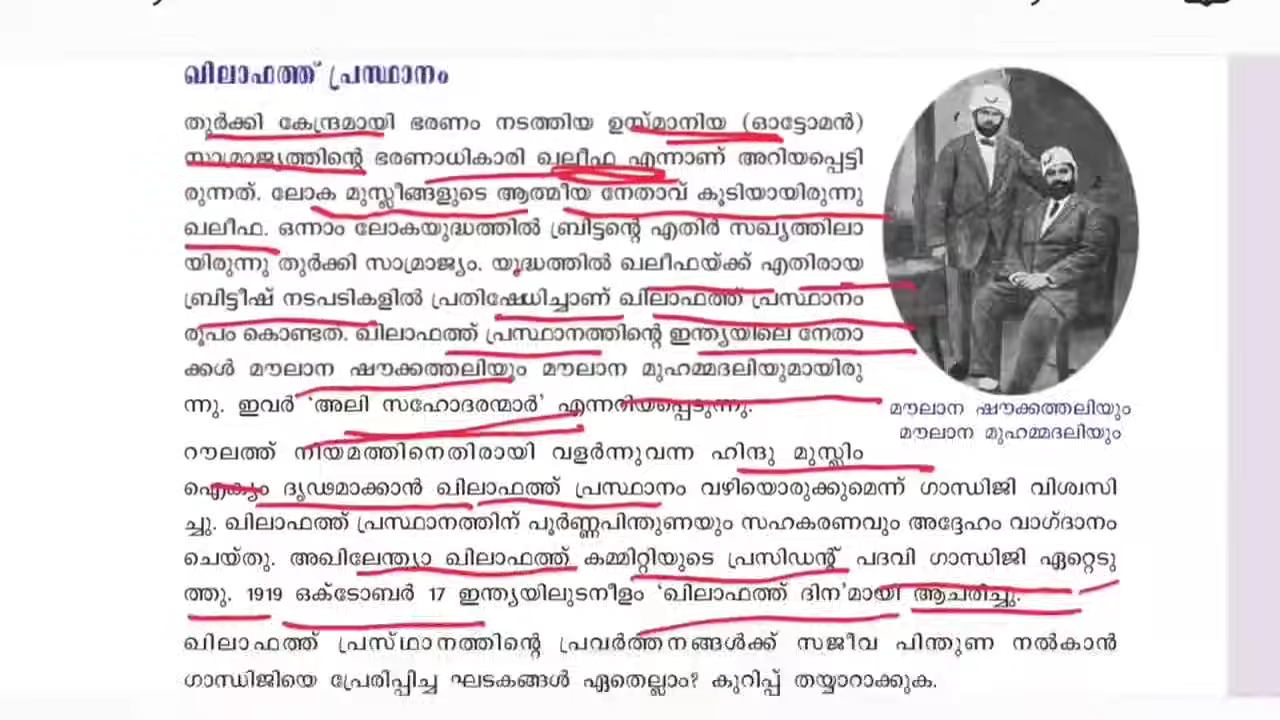 ഖിലാഫത്ത് പ്രസ്ഥാനം
തുർക്കി കേന്ദ്രമായി ഭരണം നടത്തിയ ഉസ്മാനിയ (ഓട്ടോമൻ)
സാമ്രാജ്യത്തിന്റെ ഭരണാധികാരി ഖലീഫ എന്നാണ് അറിയപ്പെട്ടി
രുന്നത്. ലോക മുസ്ലീങ്ങളുടെ ആത്മീയ നേതാവ് കൂടിയായിരുന്നു
ഖലീഫ. ഒന്നാം ലോകയുദ്ധത്തിൽ ബ്രിട്ടന്റെ എതിർ സഖ്യത്തിലാ
യിരുന്നു തുർക്കി സാമ്രാജ്യം. യുദ്ധത്തിൽ ഖലീഫയ്ക്ക് എതിരായ
ബ്രിട്ടീഷ് നടപടികളിൽ പ്രതിഷേധിച്ചാണ് ഖിലാഫത്ത് പ്രസ്ഥാനം
രൂപം കൊണ്ടത്. ഖിലാഫത്ത് പ്രസ്ഥാനത്തിന്റെ ഇന്ത്യയിലെ നേതാ
ക്കൾ മൗലാന ഷൗക്കത്തലിയും മൗലാന മുഹമ്മദലിയുമായിരു
ന്നു. ഇവർ 'അലി സഹോദരന്മാർ' എന്നറിയപ്പെടുന്നു.
മൗലാന ഷൗക്കത്തലിയും
മൗലാന മുഹമ്മദലിയും
റൗലത്ത് നിയമത്തിനെതിരായി വളർന്നുവന്ന ഹിന്ദു മുസ്ലിം
ഐക്യം ദൃഢമാക്കാൻ ഖിലാഫത്ത് പ്രസ്ഥാനം വഴിയൊരുക്കുമെന്ന് ഗാന്ധിജി വിശ്വസി
ച്ചു. ഖിലാഫത്ത് പ്രസ്ഥാനത്തിന് പൂർണ്ണപിന്തുണയും സഹകരണവും അദ്ദേഹം വാഗ്ദാനം
ചെയ്തു. അഖിലേന്ത്യാ ഖിലാഫത്ത് കമ്മിറ്റിയുടെ പ്രസിഡന്റ് പദവി ഗാന്ധിജി ഏറ്റെടു
ത്തു. 1919 ഒക്ടോബർ 17 ഇന്ത്യയിലുടനീളം 'ഖിലാഫത്ത് ദിന'മായി ആചരിച്ചു.
ഖിലാഫത്ത് പ്രസ്ഥാനത്തിന്റെ പ്രവർത്തനങ്ങൾക്ക് സജീവ പിന്തുണ നൽകാൻ
ഗാന്ധിജിയെ പ്രേരിപ്പിച്ച ഘടകങ്ങൾ ഏതെല്ലാം? കുറിപ്പ് തയ്യാറാക്കുക.